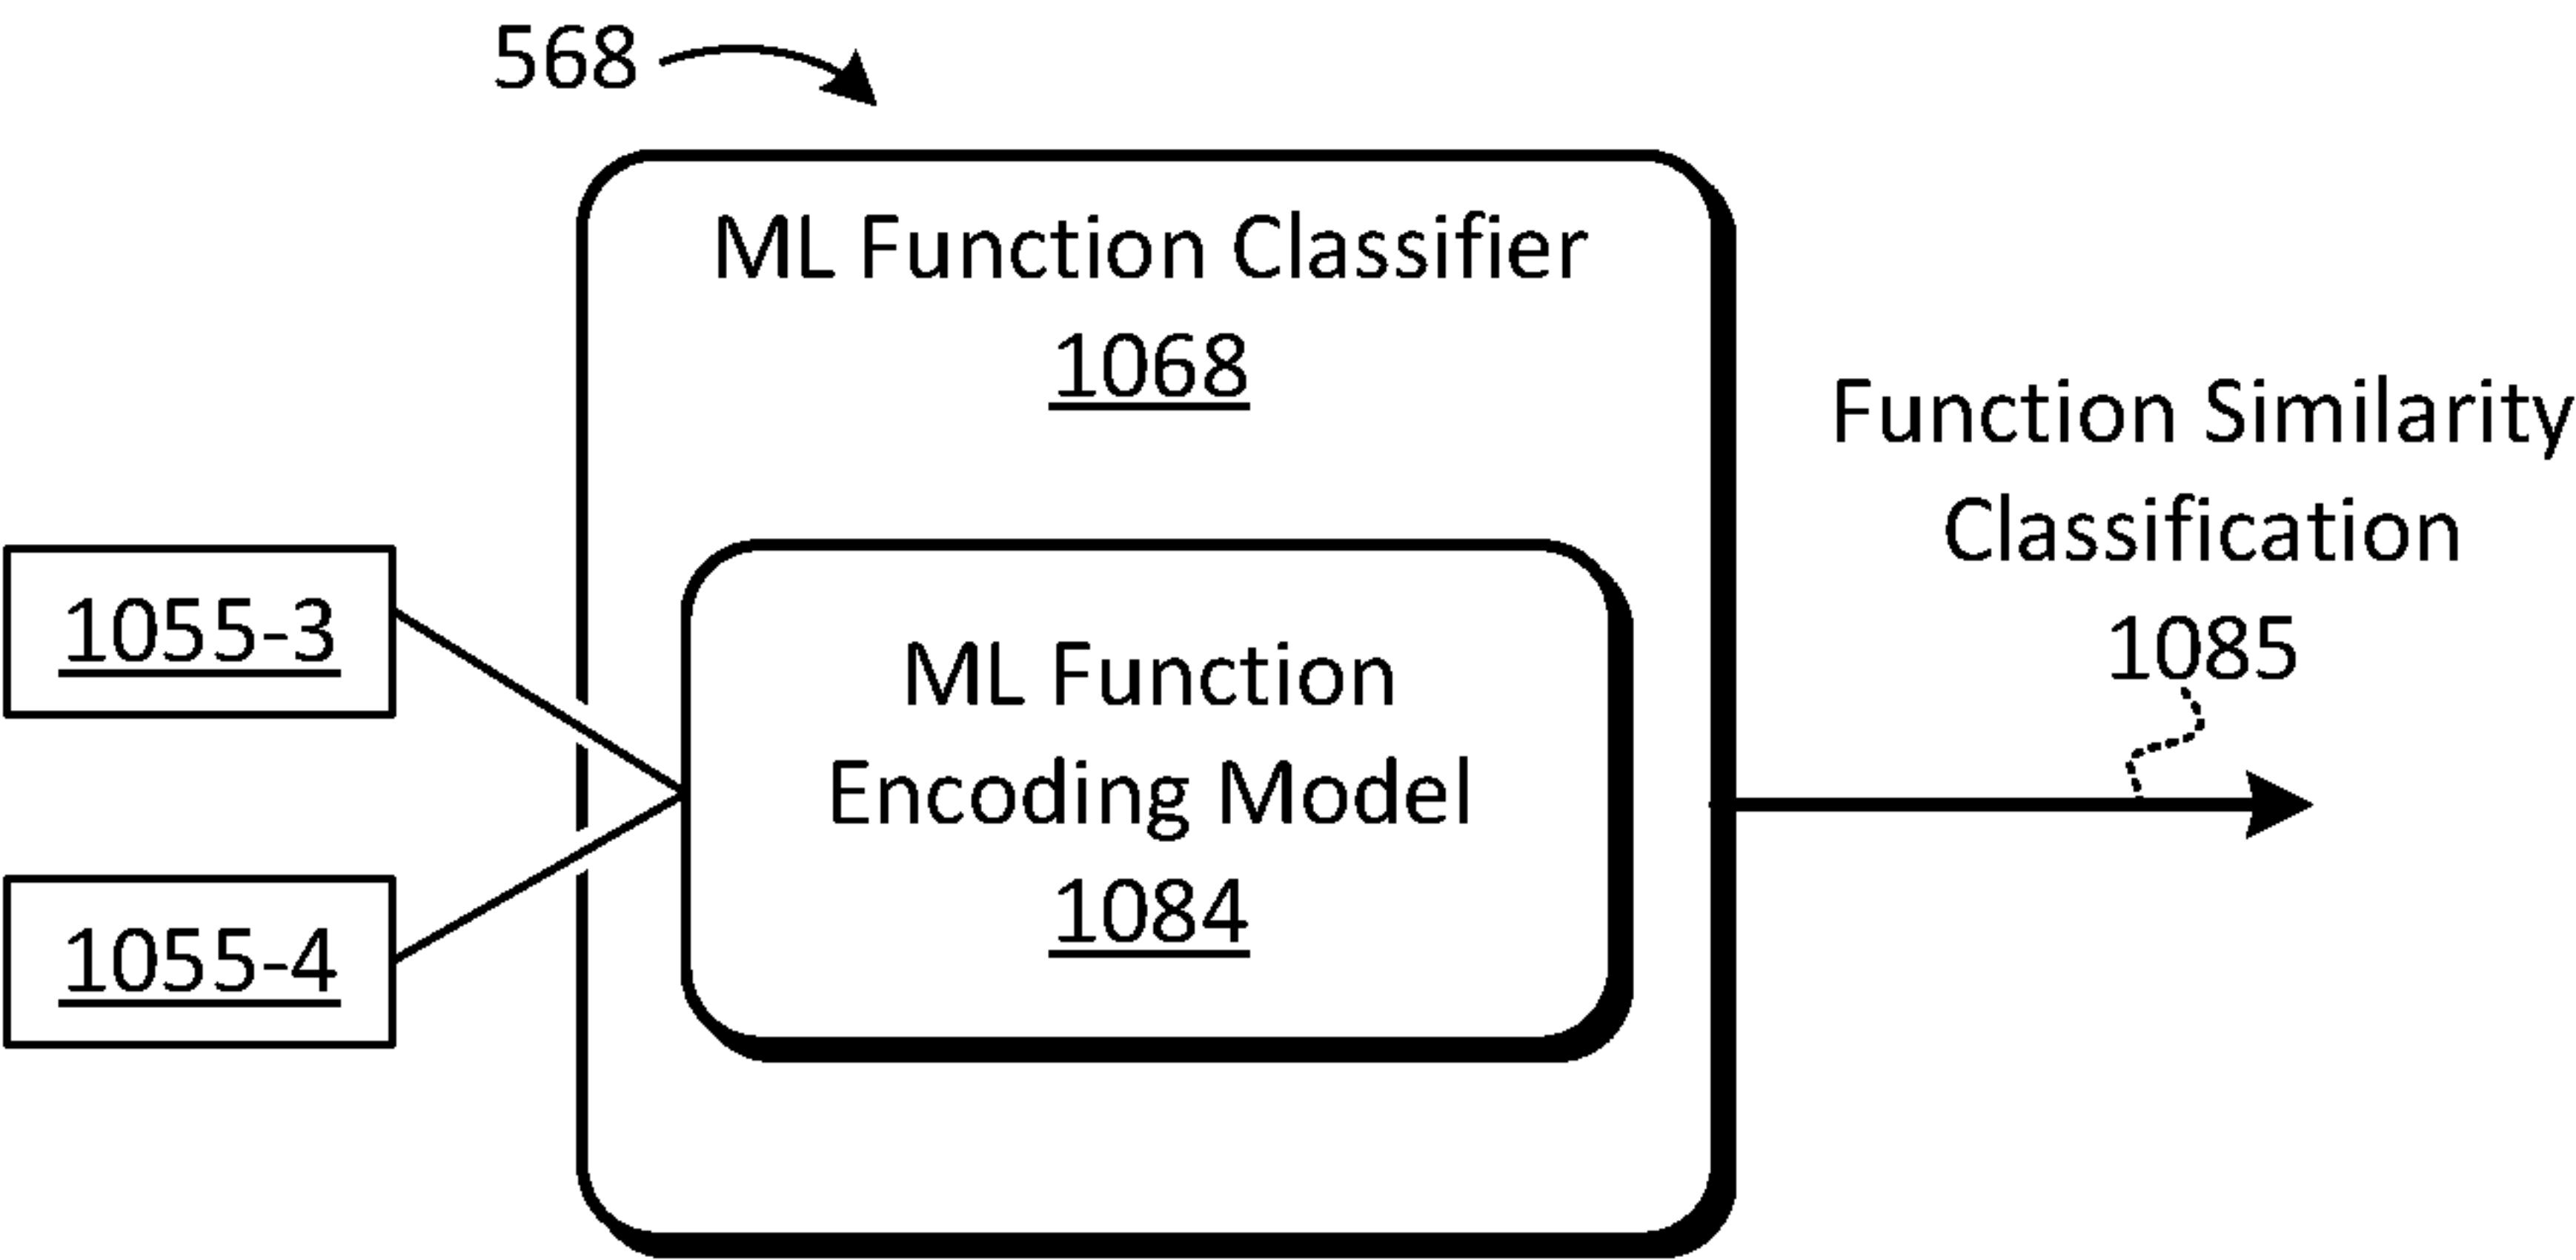 568
ML Function Classifier
1068
Function Similarity
Classification
1085
1055-3
1055-4
ML Function
Encoding Model
1084